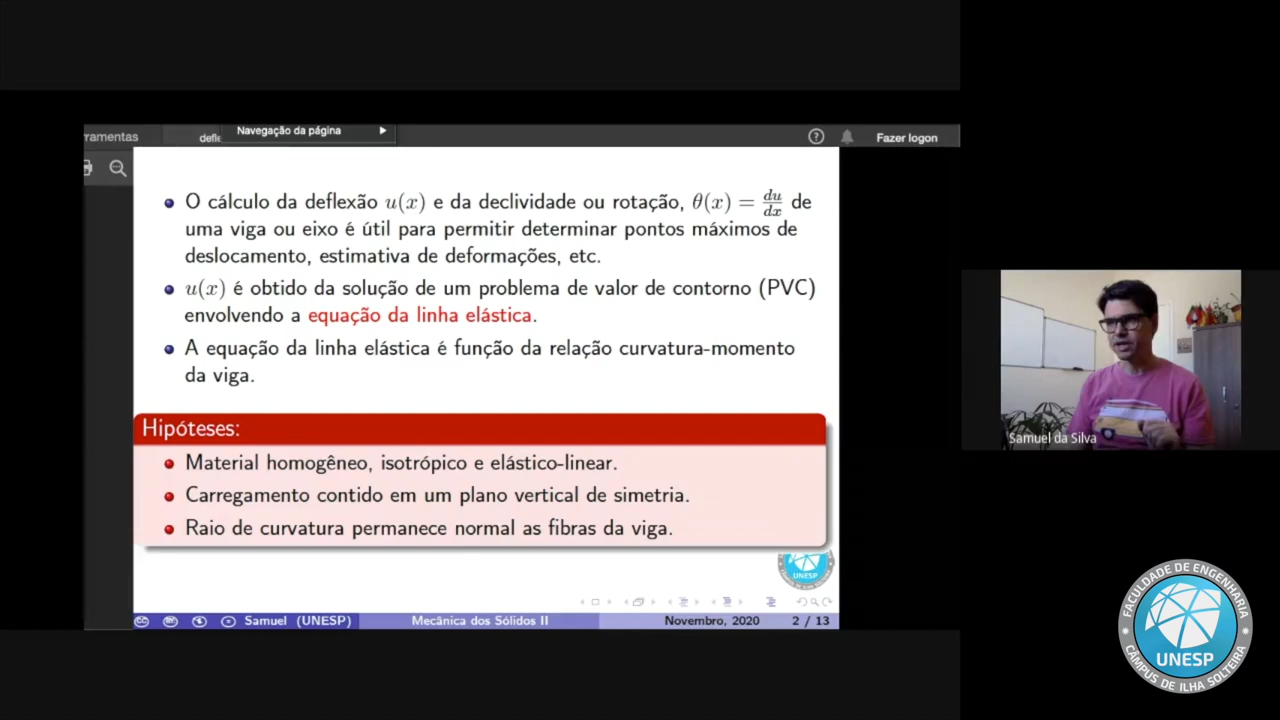 rramentas
defle
Navegação da página
Fazer logon
O cálculo da deflexão u(x) e da declividade ou rotação, θ(x) = du/dx de
uma viga ou eixo é útil para permitir determinar pontos máximos de
deslocamento, estimativa de deformações, etc.
u(x) é obtido da solução de um problema de valor de contorno (PVC)
envolvendo a equação da linha elástica.
A equação da linha elástica é função da relação curvatura-momento
da viga.
Hipóteses:
Material homogêneo, isotrópico e elástico-linear.
Carregamento contido em um plano vertical de simetria.
Raio de curvatura permanece normal as fibras da viga.
UNESP
Samuel (UNESP)
Mecânica dos Sólidos II
Novembro, 2020
2 / 13
Samuel da Silva
FACULDADE DE ENGENHARIA
UNESP
CÂMPUS DE ILHA SOLTEIRA